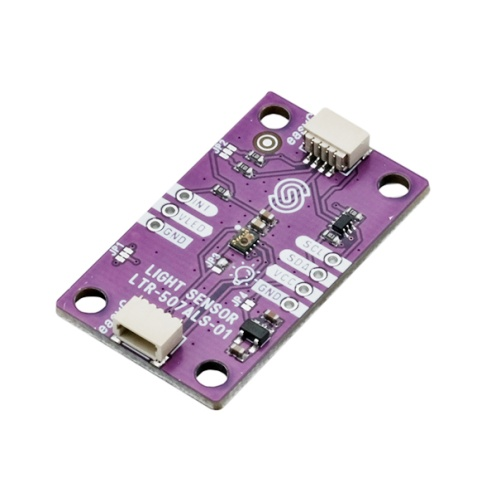 INT
VLED
GND
SCL
SDA
VCC
GND
LIGHT SENSOR
LTR-507ALS-01